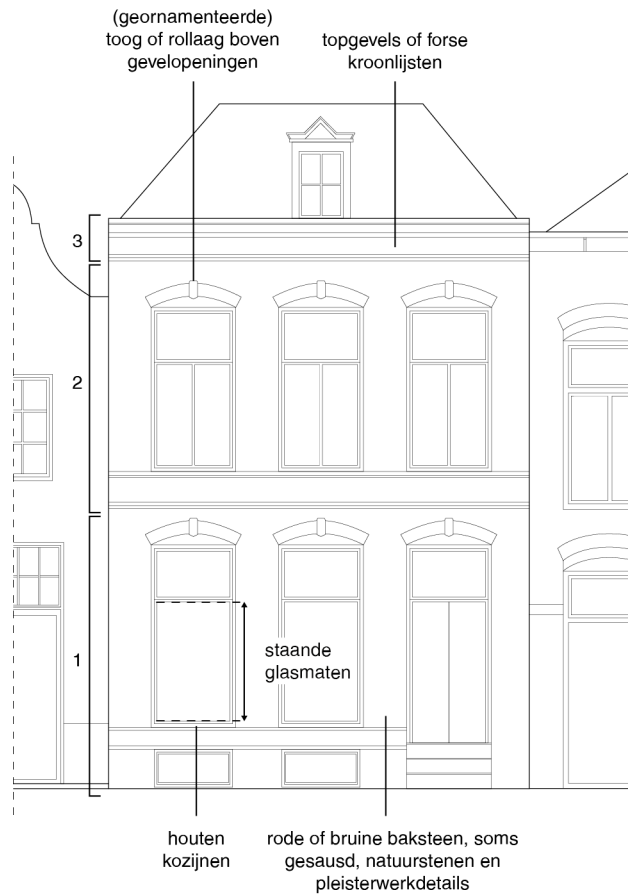 (geornamenteerde)
toog of rollaag boven
gevelopeningen
topgevels of forse
kroonlijsten
3
2
1
staande
glasmaten
houten
kozijnen
rode of bruine baksteen, soms
gesausd, natuurstenen en
pleisterwerkdetails